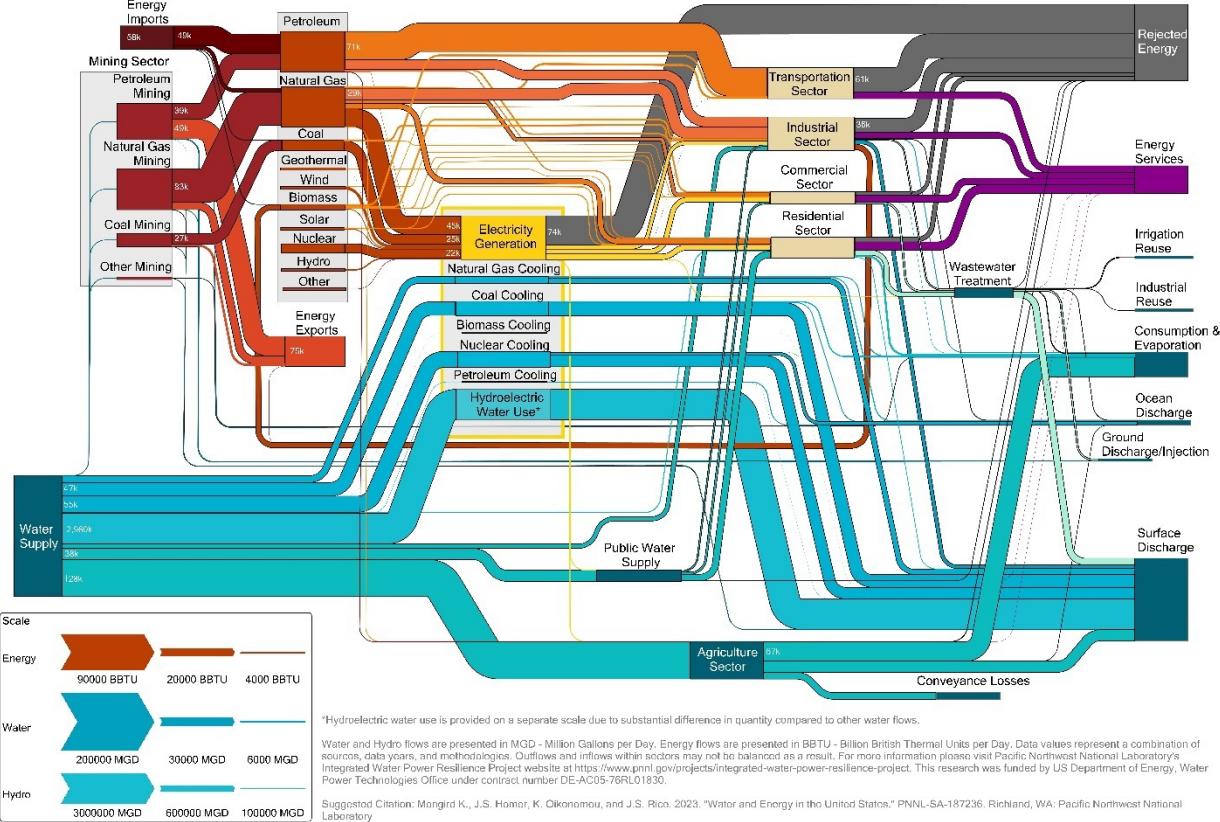 Energy
Imports
58k
49k
Petroleum
71k
Mining Sector
Petroleum
Mining
39k
49k
Natural Gas
29k
Natural Gas
Mining
83k
Coal
Geothermal
Wind
Biomass
Solar
Nuclear
Hydro
Other
Coal Mining
27k
Other Mining
Energy
Exports
75k
45k
25k
22k
Electricity
Generation
74k
Natural Gas Cooling
Coal Cooling
Biomass Cooling
Nuclear Cooling
Petroleum Cooling
Hydroelectric
Water Use*
Transportation
Sector
61k
Industrial
Sector
35k
Commercial
Sector
Residential
Sector
Wastewater
Treatment
Rejected
Energy
Energy
Services
Irrigation
Reuse
Industrial
Reuse
Consumption &
Evaporation
Ocean
Discharge
Ground
Discharge/Injection
Surface
Discharge
Water
Supply
47k
55k
2,960k
38k
128k
Public Water
Supply
Agriculture
Sector
67k
Conveyance Losses
Scale
Energy
90000 BBTU
20000 BBTU
4000 BBTU
Water
200000 MGD
30000 MGD
6000 MGD
Hydro
3000000 MGD
600000 MGD
100000 MGD
*Hydroelectric water use is provided on a separate scale due to substantial difference in quantity compared to other water flows.
Water and Hydro flows are presented in MGD - Million Gallons per Day. Energy flows are presented in BBTU - Billion British Thermal Units per Day. Data values represent a combination of
sources, data years, and methodologies. Outflows and inflows within sectors may not be balanced as a result. For more information please visit Pacific Northwest National Laboratory's
Integrated Water Power Resilience Project website at https://www.pnnl.gov/projects/integrated-water-power-resilience-project. This research was funded by US Department of Energy, Water
Power Technologies Office under contract number DE-AC05-76RL01830.
Suggested Citation: Mongird K., J.S. Homer, K. Oikonomou, and J.S. Rice. 2023. "Water and Energy in the United States." PNNL-SA-187236. Richland, WA: Pacific Northwest National
Laboratory